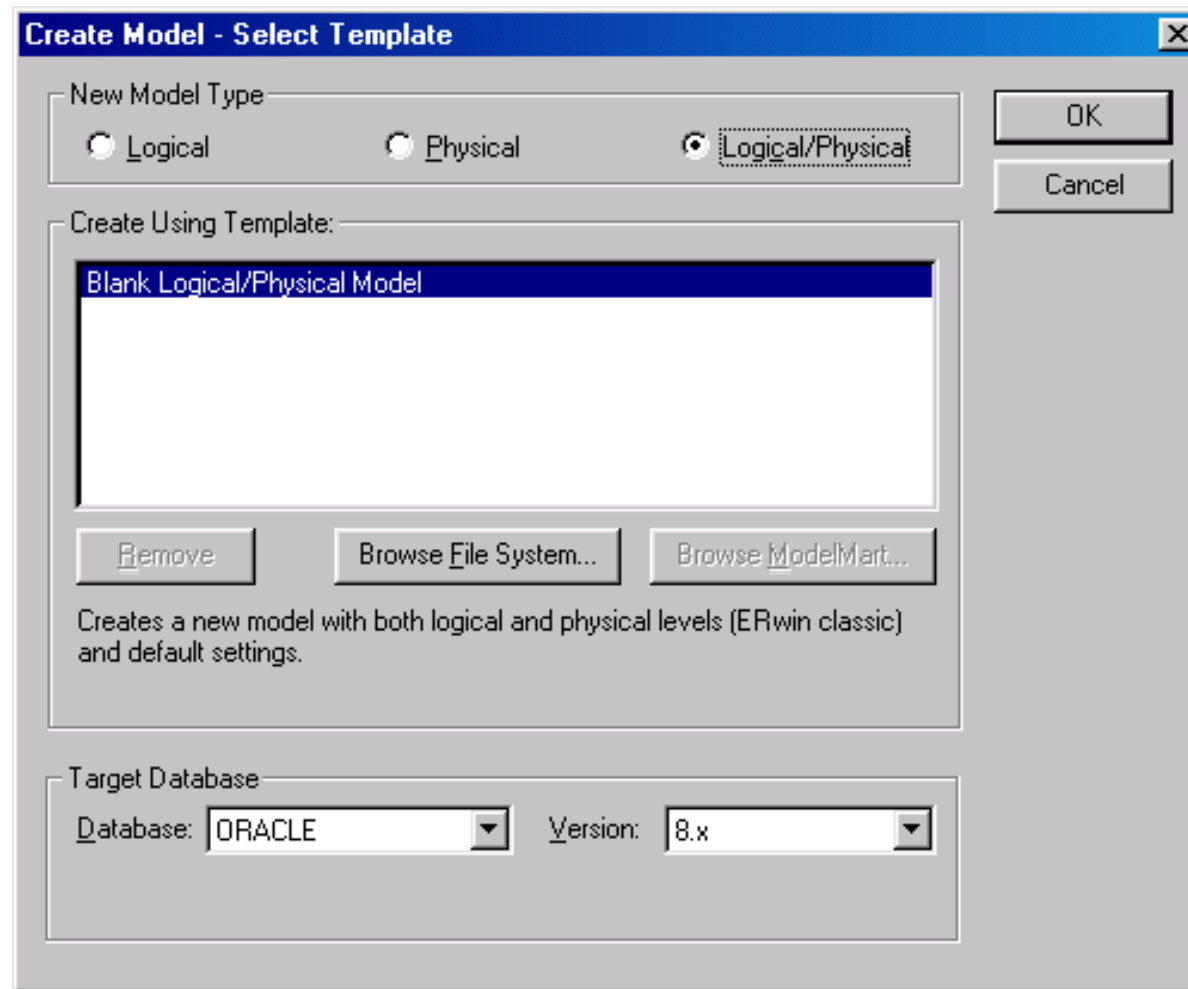 Create Model - Select Template
New Model Type
Logical Physical Logical/Physical
OK
Cancel
Create Using Template:
Blank Logical/Physical Model
Remove Browse File System... Browse ModelMart...
Creates a new model with both logical and physical levels (ERwin classic)
and default settings.
Target Database
Database: ORACLE Version: 8.x